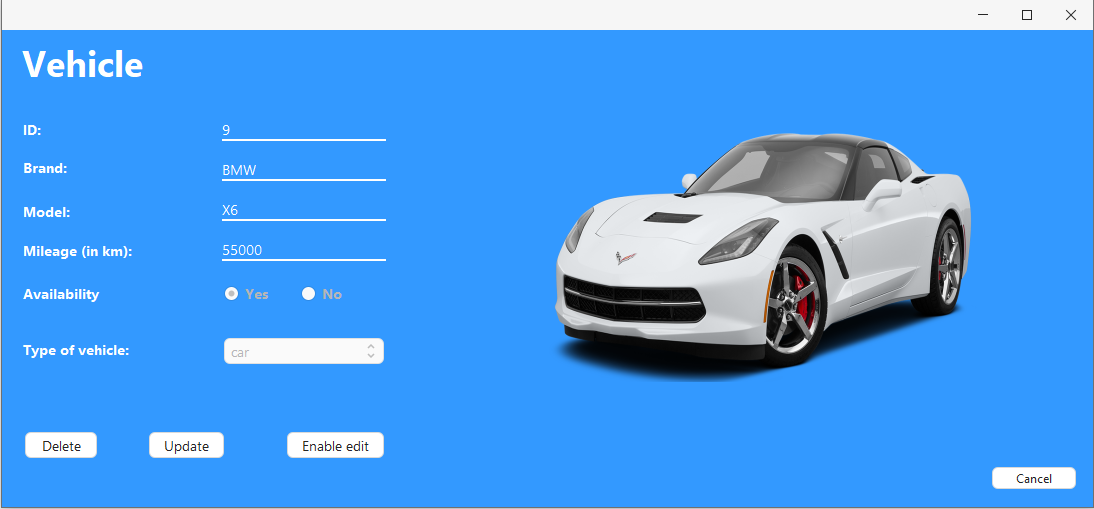 Vehicle
ID: 9
Brand: BMW
Model: X6
Mileage (in km): 55000
Availability Yes No
Type of vehicle: car
Delete Update Enable edit
Cancel